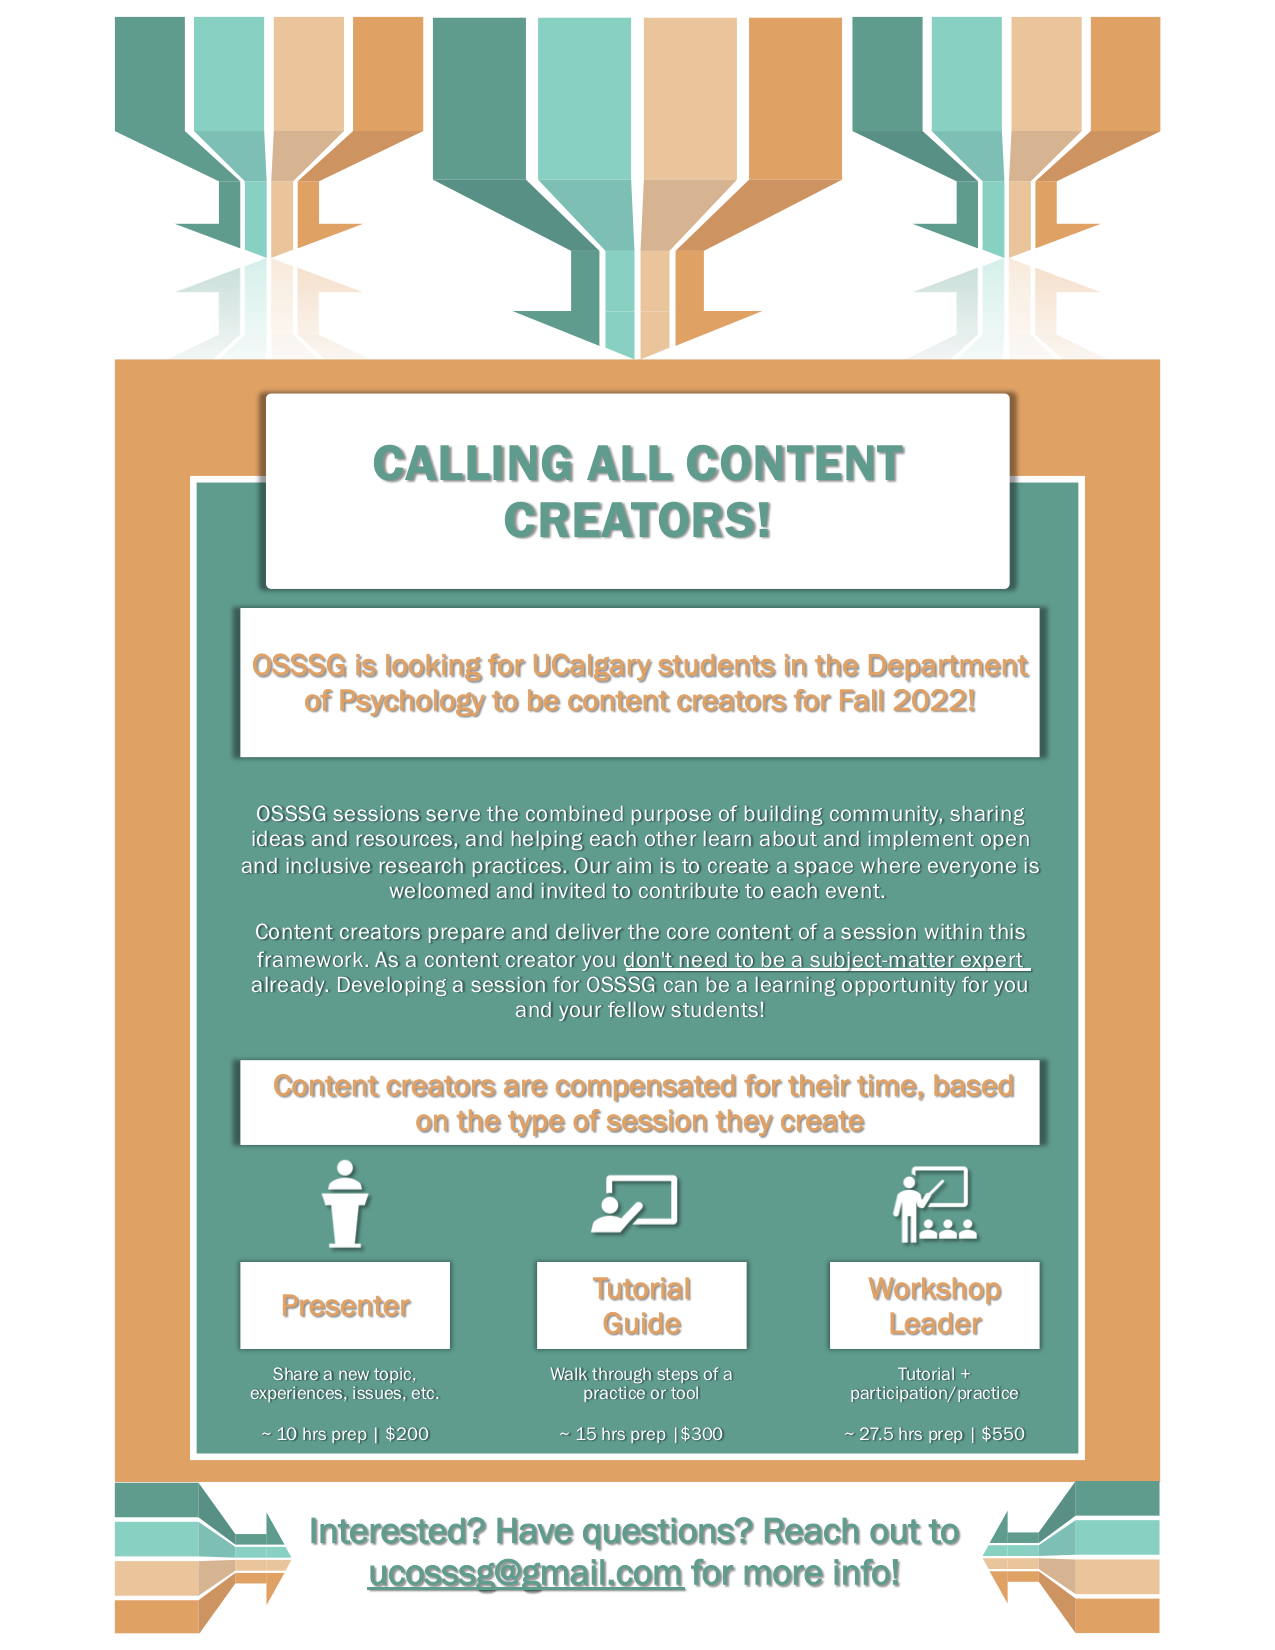 CALLING ALL CONTENT
CREATORS!
OSSSG is looking for UCalgary students in the Department
of Psychology to be content creators for Fall 2022!
OSSSG sessions serve the combined purpose of building community, sharing
ideas and resources, and helping each other learn about and implement open
and inclusive research practices. Our aim is to create a space where everyone is
welcomed and invited to contribute to each event.
Content creators prepare and deliver the core content of a session within this
framework. As a content creator you don't need to be a subject-matter expert
already. Developing a session for OSSSG can be a learning opportunity for you
and your fellow students!
Content creators are compensated for their time, based
on the type of session they create
Presenter
Share a new topic,
experiences, issues, etc.
~ 10 hrs prep | $200
Tutorial
Guide
Walk through steps of a
practice or tool
~ 15 hrs prep |$300
Workshop
Leader
Tutorial +
participation/practice
~ 27.5 hrs prep | $550
Interested? Have questions? Reach out to
ucosssg@gmail.com for more info!